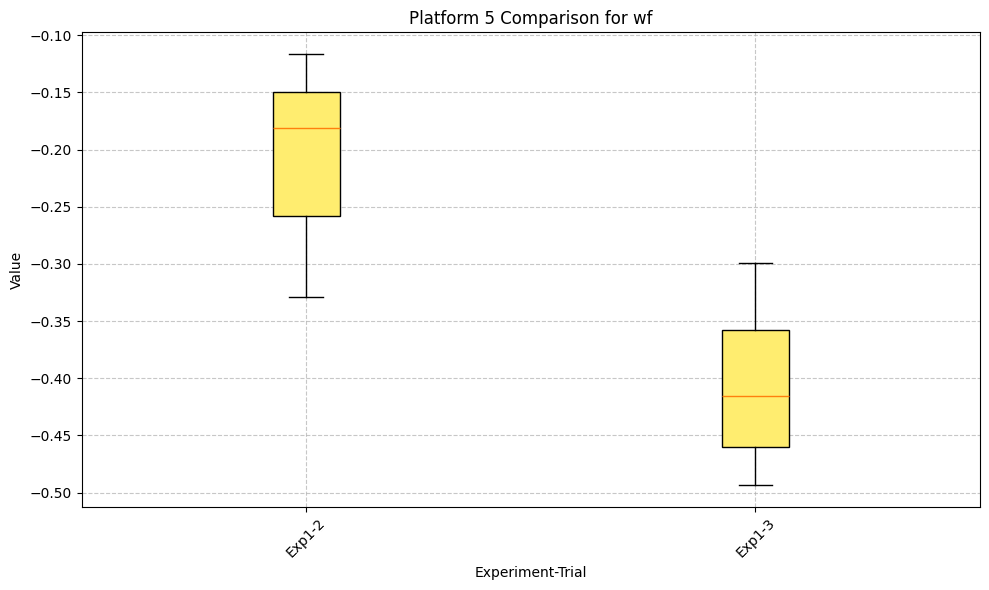 Platform 5 Comparison for wf
−0.10
−0.15
−0.20
−0.25
−0.30
−0.35
−0.40
−0.45
−0.50
Value
Exp1-2
Exp1-3
Experiment-Trial